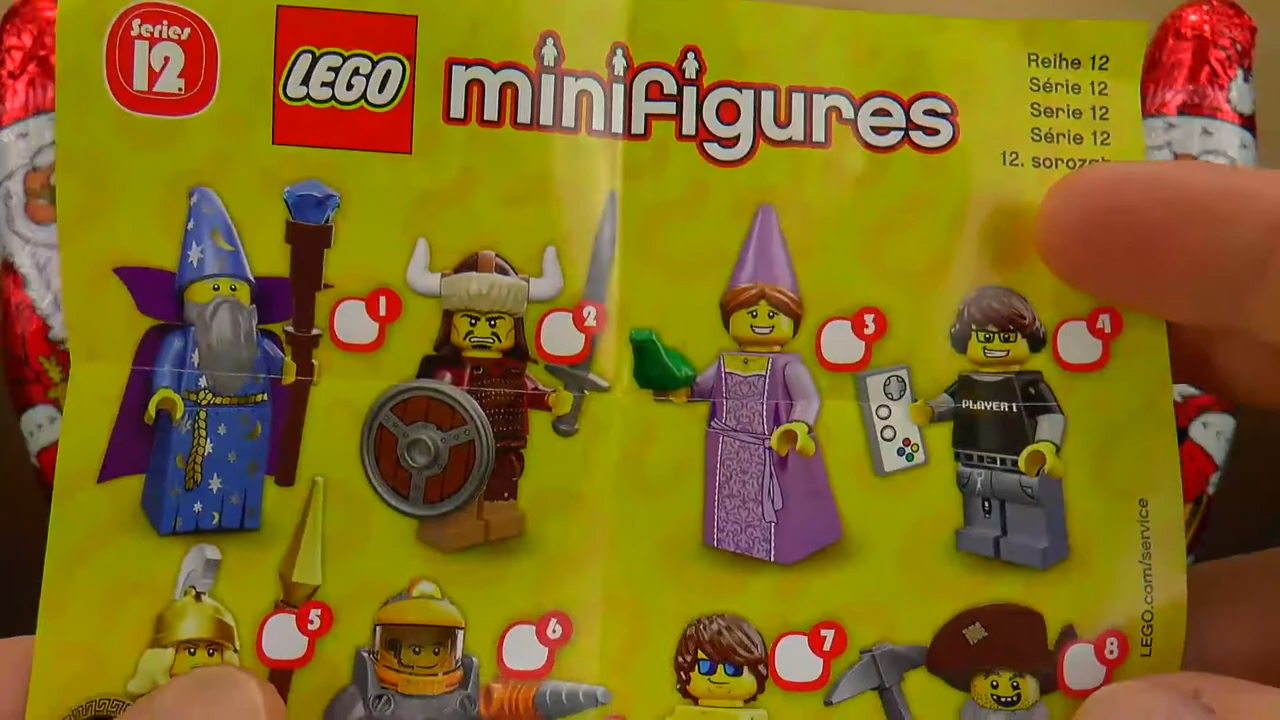 Series
12
LEGO
minifigures
Reihe 12
Série 12
Serie 12
Série 12
12.
1
2
3
4
PLAYER 1
LEGO.com/service
5
6
7
8